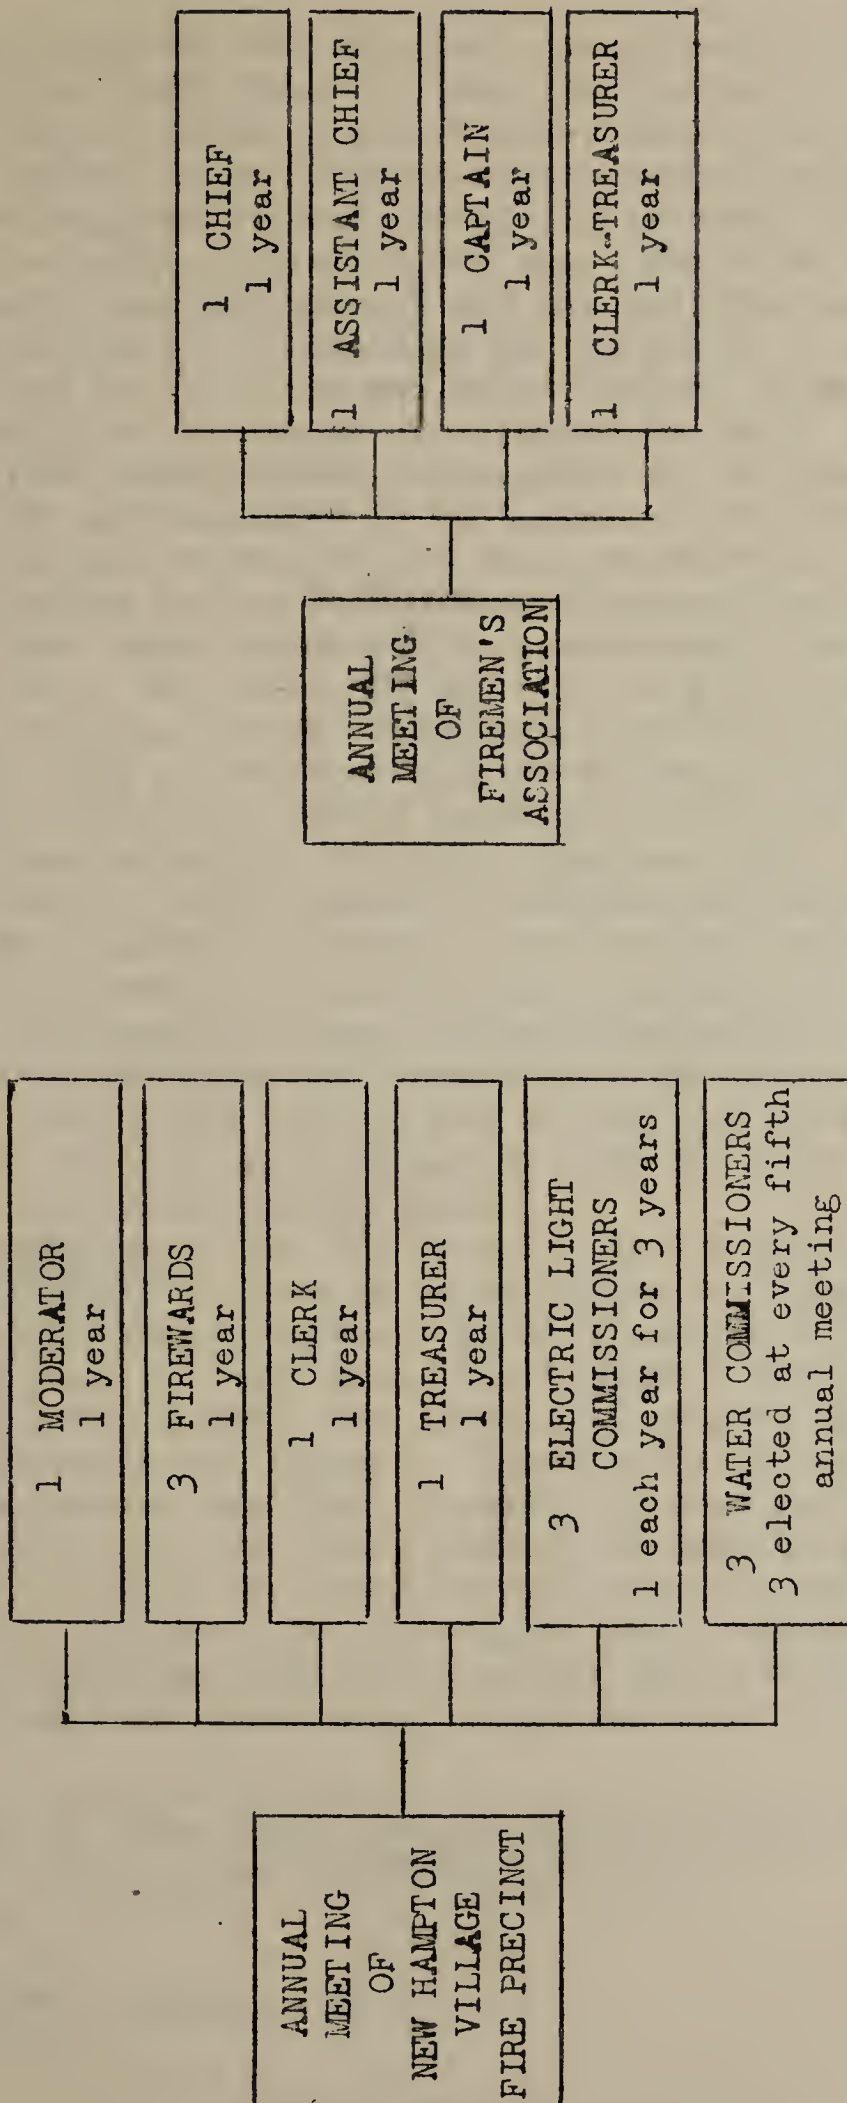 ANNUAL
MEETING
OF
NEW HAMPTON
VILLAGE
FIRE PRECINCT
1 MODERATOR
1 year
3 FIREWARDS
1 year
1 CLERK
1 year
1 TREASURER
1 year
3 ELECTRIC LIGHT
COMMISSIONERS
1 each year for 3 years
3 WATER COMMISSIONERS
3 elected at every fifth
annual meeting
ANNUAL
MEETING
OF
FIREMEN'S
ASSOCIATION
1 CHIEF
1 year
1 ASSISTANT CHIEF
1 year
1 CAPTAIN
1 year
1 CLERK-TREASURER
1 year